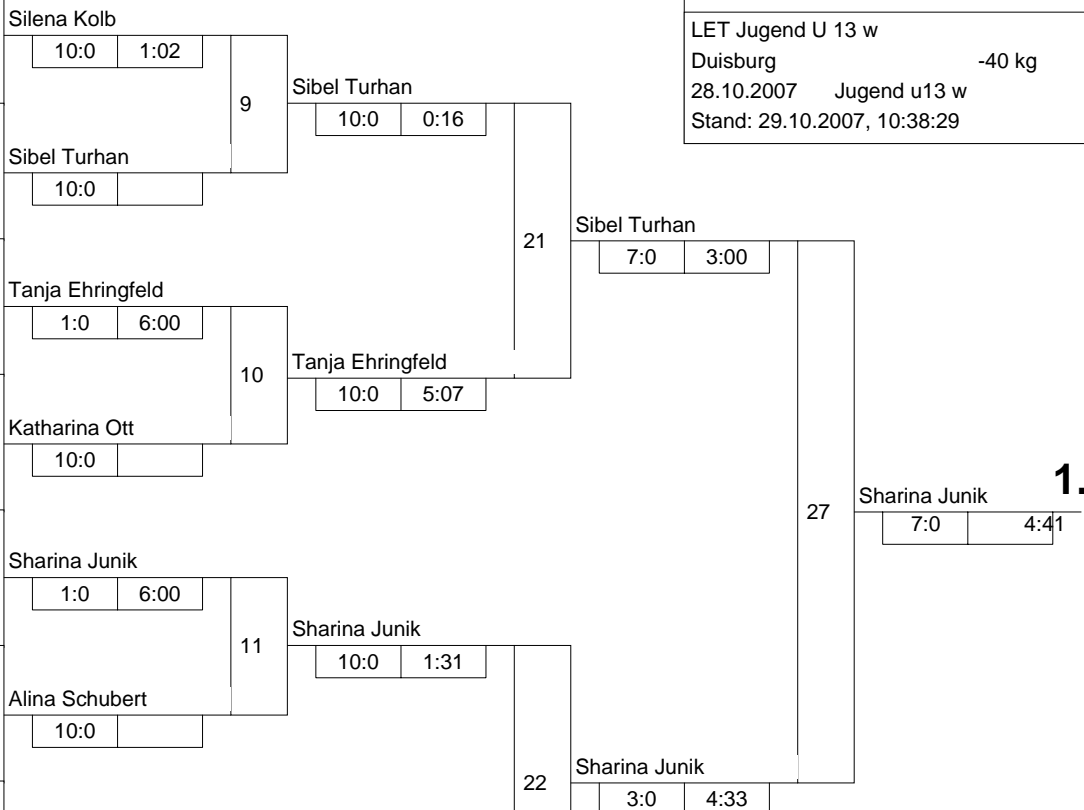 Silena Kolb
10:0 1:02
LET Jugend U 13 w
Duisburg -40 kg
28.10.2007 Jugend u13 w
Stand: 29.10.2007, 10:38:29
9
Sibel Turhan
10:0 0:16
Sibel Turhan
10:0
21
Sibel Turhan
7:0 3:00
Tanja Ehringfeld
1:0 6:00
10
Tanja Ehringfeld
10:0 5:07
Katharina Ott
10:0
27
Sharina Junik 1.
7:0 4:41
Sharina Junik
1:0 6:00
11
Sharina Junik
10:0 1:31
Alina Schubert
10:0
22
Sharina Junik
3:0 4:33